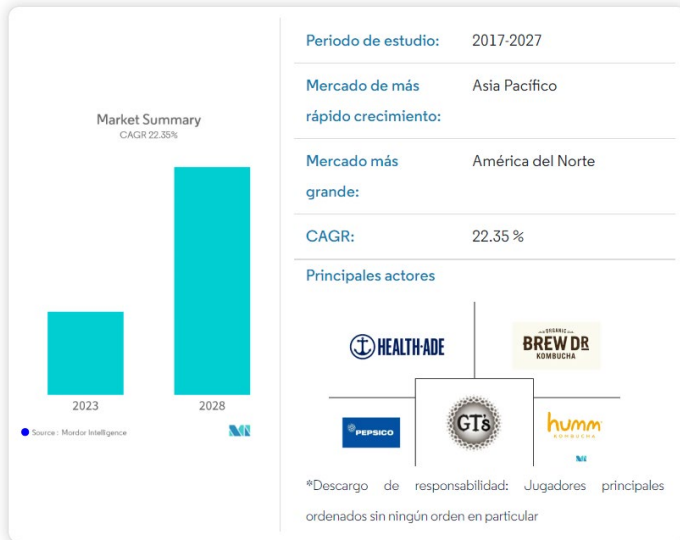 Market Summary
CAGR 22.35%
2023
2028
Source : Mordor Intelligence
Periodo de estudio: 2017-2027
Mercado de más Asia Pacífico
rápido crecimiento:
Mercado más América del Norte
grande:
CAGR: 22.35 %
Principales actores
HEALTH-ADE
ORGANIC
BREW DR
KOMBUCHA
PEPSICO
GT's
humm
KOMBUCHA
*Descargo de responsabilidad: Jugadores principales
ordenados sin ningún orden en particular